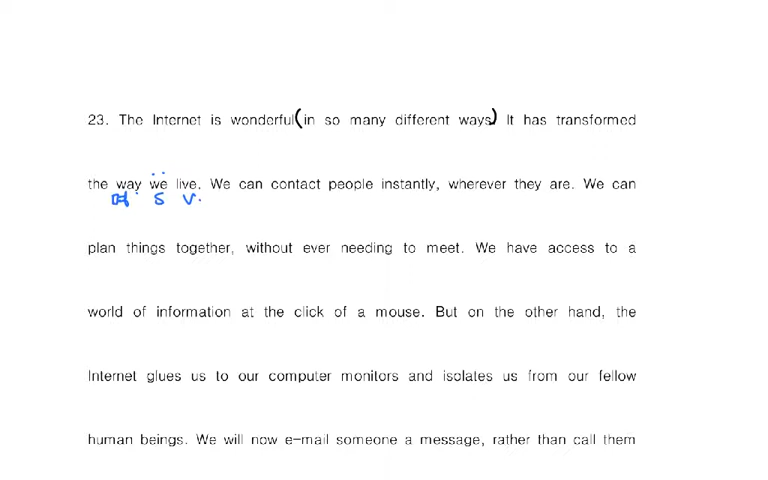 23. The Internet is wonderful(in so many different ways) It has transformed
the way we live. We can contact people instantly, wherever they are. We can
S V.
plan things together, without ever needing to meet. We have access to a
world of information at the click of a mouse. But on the other hand, the
Internet glues us to our computer monitors and isolates us from our fellow
human beings. We will now e-mail someone a message, rather than call them